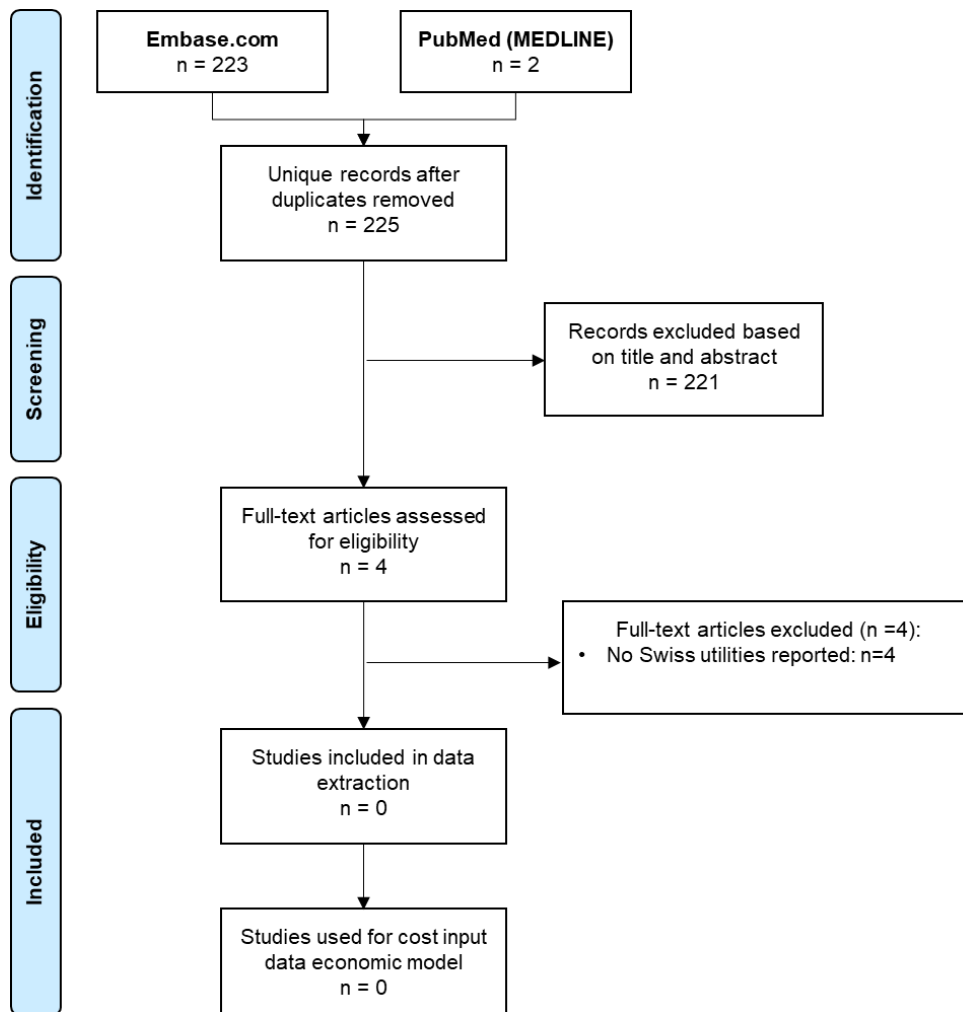 Identification
Embase.com
n = 223
PubMed (MEDLINE)
n = 2
Unique records after
duplicates removed
n = 225
Screening
Records excluded based
on title and abstract
n = 221
Eligibility
Full-text articles assessed
for eligibility
n = 4
Full-text articles excluded (n =4):
• No Swiss utilities reported: n=4
Included
Studies included in data
extraction
n = 0
Studies used for cost input
data economic model
n = 0